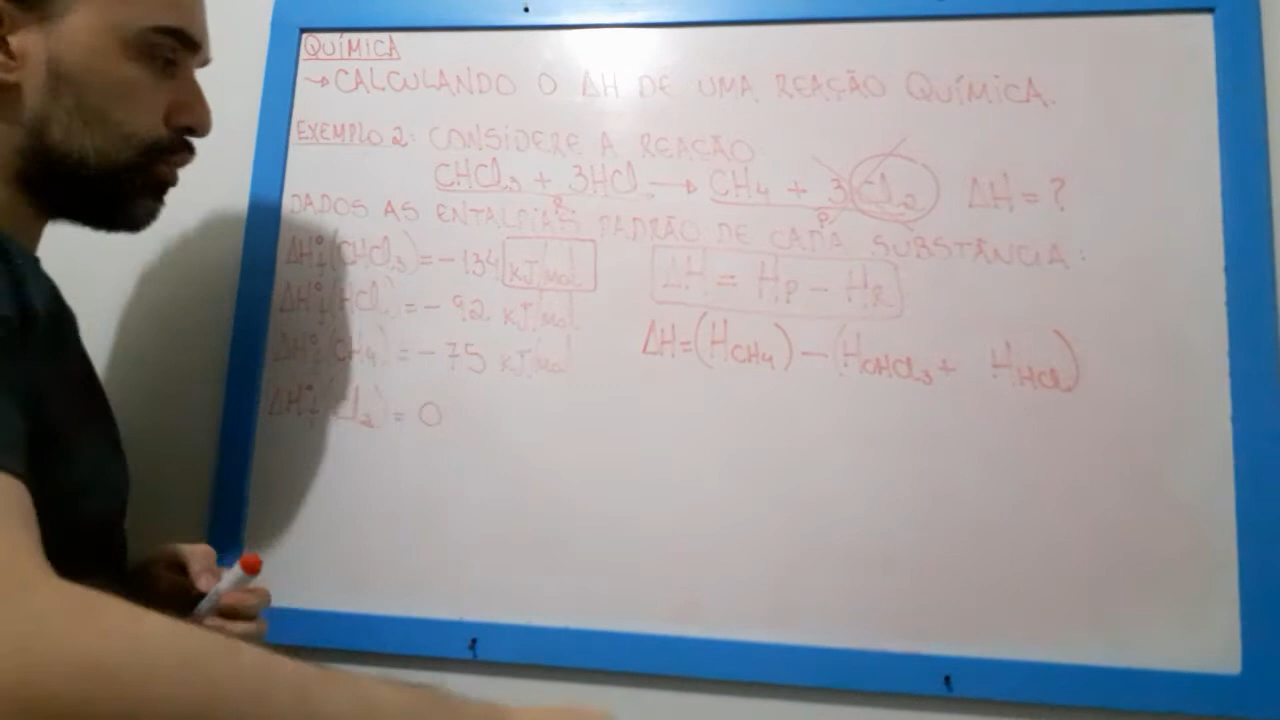 QUÍMICA
→ CALCULANDO O ΔH DE UMA REAÇÃO QUÍMICA.
EXEMPLO 2: CONSIDERE A REAÇÃO
CHCl₃ + 3HCl → CH₄ + 3Cl₂ ΔH = ?
R P
DADOS AS ENTALPIAS PADRÃO DE CADA SUBSTÂNCIA:
ΔH°f(CHCl₃) = -134 KJ/mol
ΔH = HP - HR
ΔH°f(HCl) = -92 KJ/mol
ΔH = (HCH₄) - (HCHCl₃ + HHCl)
ΔH°f(CH₄) = -75 KJ/mol
ΔH°f(Cl₂) = 0